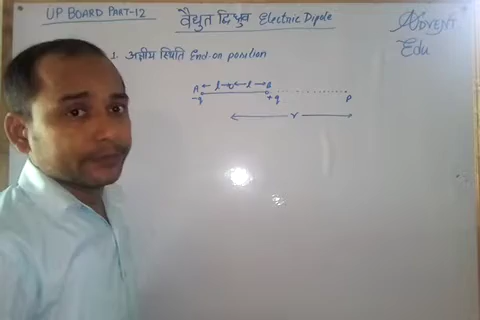 UP BOARD PART-12
वैद्युत द्विध्रुव Electric Dipole
ADVENT
Edu
1. अक्षीय स्थिति End-on position
A l l B
-q +q P
r